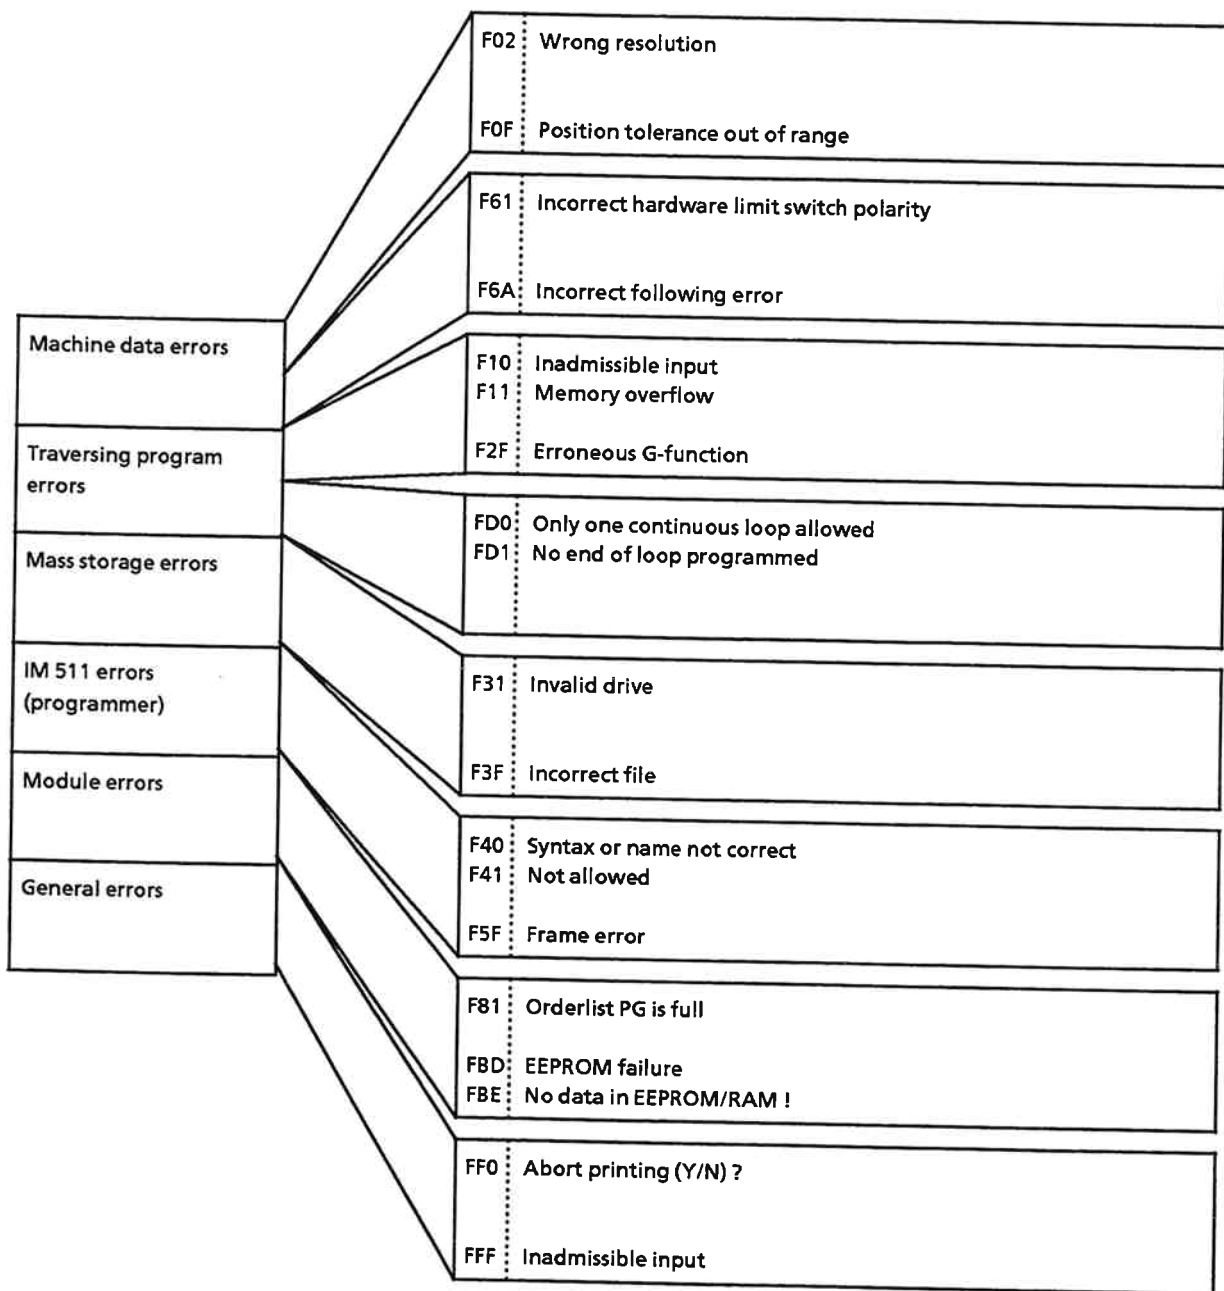 Machine data errors
Traversing program
errors
Mass storage errors
IM 511 errors
(programmer)
Module errors
General errors
F02 Wrong resolution
F0F Position tolerance out of range
F61 Incorrect hardware limit switch polarity
F6A Incorrect following error
F10 Inadmissible input
F11 Memory overflow
F2F Erroneous G-function
FD0 Only one continuous loop allowed
FD1 No end of loop programmed
F31 Invalid drive
F3F Incorrect file
F40 Syntax or name not correct
F41 Not allowed
F5F Frame error
F81 Orderlist PG is full
FBD EEPROM failure
FBE No data in EEPROM/RAM !
FF0 Abort printing (Y/N) ?
FFF Inadmissible input